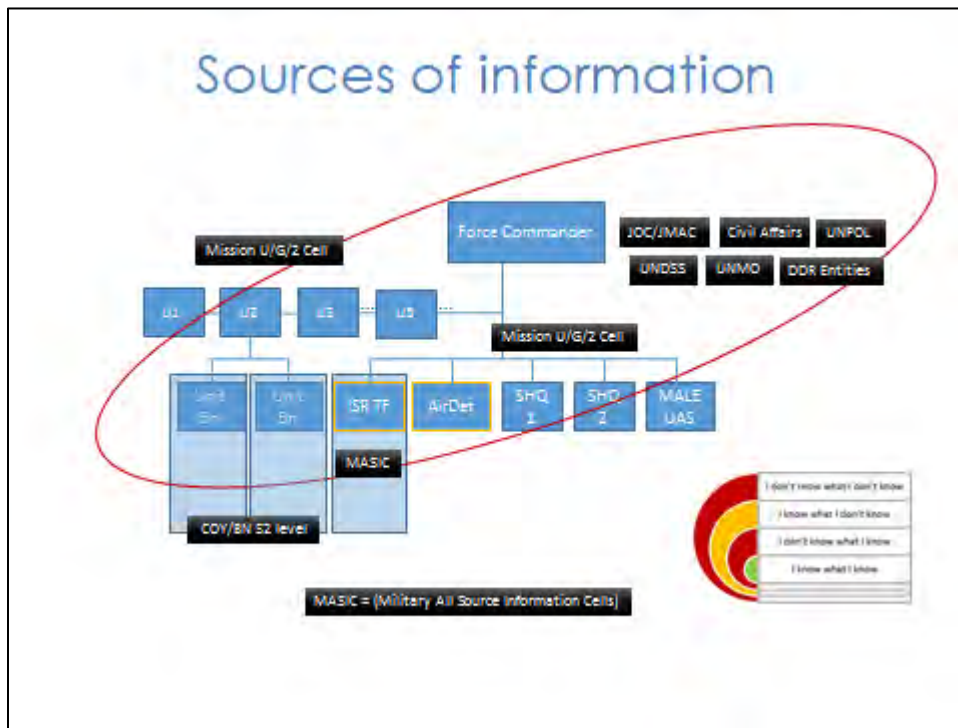 Sources of information
Force Commander
JOC/JMAC
Civil Affairs
UNPOL
Mission U/G/2 Cell
UNDSS
UNMO
DDR Entities
U1
U2
U3
U5
Mission U/G/2 Cell
Unit
Bn
Unit
Bn
ISR TF
AirDet
SHQ
1
SHQ
2
MALE
UAS
MASIC
COY/BN S2 level
I don't know what I don't know
I know what I don't know
I don't know what I know
I know what I know
MASIC = (Military All Source Information Cells)